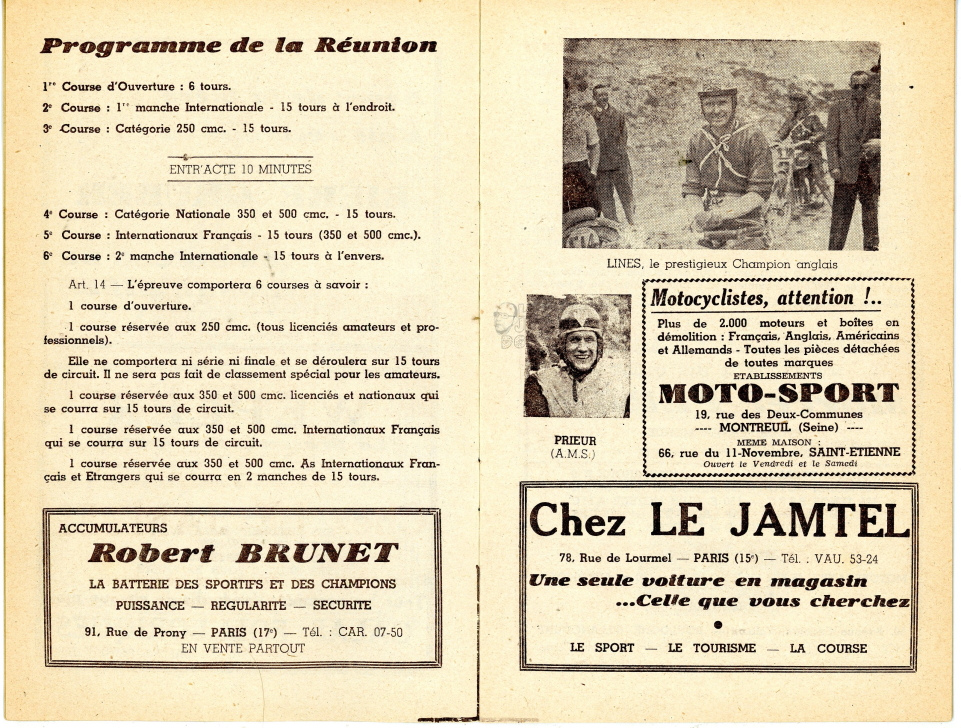 Programme de la Réunion
1re Course d'Ouverture : 6 tours.
2e Course : 1re manche Internationale - 15 tours à l'endroit.
3e Course : Catégorie 250 cmc. - 15 tours.
ENTR'ACTE 10 MINUTES
4e Course : Catégorie Nationale 350 et 500 cmc. - 15 tours.
5e Course : Internationaux Français - 15 tours (350 et 500 cmc.).
6e Course : 2e manche Internationale - 15 tours à l'envers.
Art. 14 — L'épreuve comportera 6 courses à savoir :
1 course d'ouverture.
1 course réservée aux 250 cmc. (tous licenciés amateurs et pro-
fessionnels).
Elle ne comportera ni série ni finale et se déroulera sur 15 tours
de circuit. Il ne sera pas fait de classement spécial pour les amateurs.
1 course réservée aux 350 et 500 cmc. licenciés et nationaux qui
se courra sur 15 tours de circuit.
1 course réservée aux 350 et 500 cmc. Internationaux Français
qui se courra sur 15 tours de circuit.
1 course réservée aux 350 et 500 cmc. As Internationaux Fran-
çais et Etrangers qui se courra en 2 manches de 15 tours.
ACCUMULATEURS
Robert BRUNET
LA BATTERIE DES SPORTIFS ET DES CHAMPIONS
PUISSANCE — REGULARITE — SECURITE
91, Rue de Prony — PARIS (17e) — Tél. : CAR. 07-50
EN VENTE PARTOUT
LINES, le prestigieux Champion anglais
PRIEUR
(A.M.S.)
Motocyclistes, attention !..
Plus de 2.000 moteurs et boîtes en
démolition : Français, Anglais, Américains
et Allemands - Toutes les pièces détachées
de toutes marques
ETABLISSEMENTS
MOTO-SPORT
19, rue des Deux-Communes
---- MONTREUIL (Seine) ----
MEME MAISON :
66, rue du 11-Novembre, SAINT-ETIENNE
Ouvert le Vendredi et le Samedi
Chez LE JAMTEL
78, Rue de Lourmel — PARIS (15e) — Tél. : VAU. 53-24
Une seule voiture en magasin
...Celle que vous cherchez
LE SPORT — LE TOURISME — LA COURSE